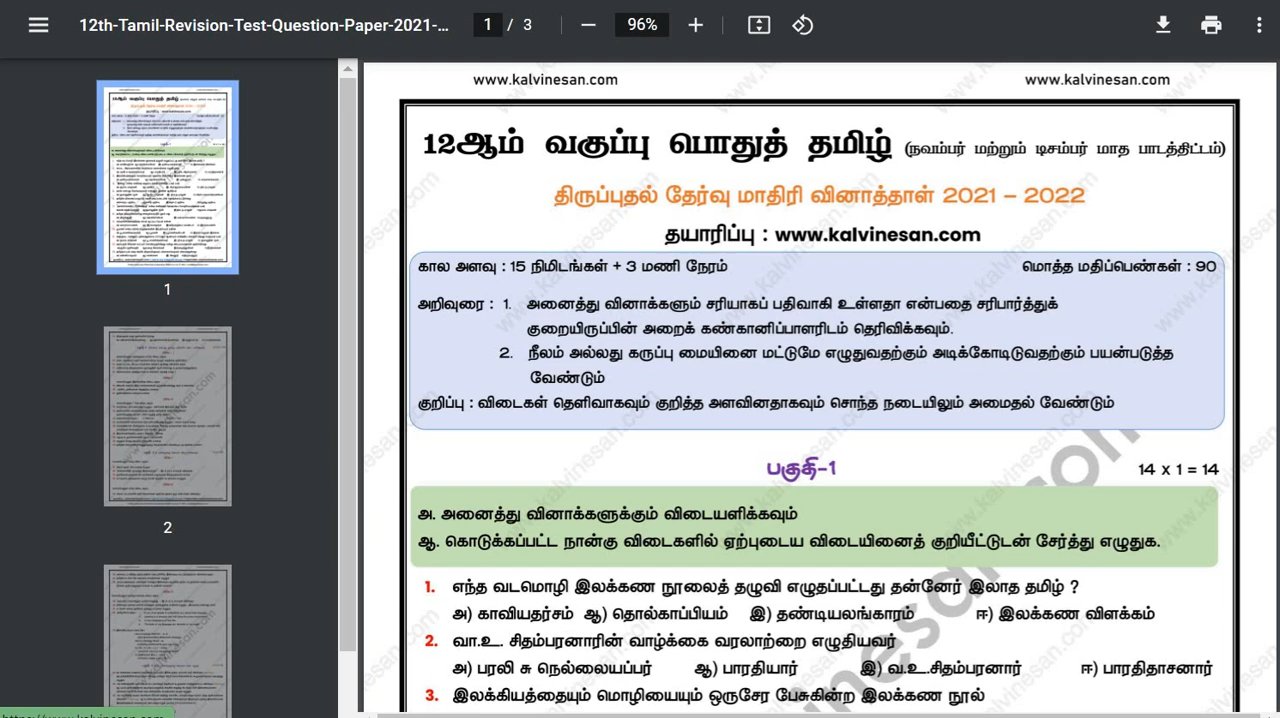 12th-Tamil-Revision-Test-Question-Paper-2021-...
1 / 3
96%
www.kalvinesan.com www.kalvinesan.com
12ஆம் வகுப்பு பொதுத் தமிழ் (நவம்பர் மற்றும் டிசம்பர் மாத பாடத்திட்டம்)
திருப்புதல் தேர்வு மாதிரி வினாத்தாள் 2021 – 2022
தயாரிப்பு : www.kalvinesan.com
கால அளவு : 15 நிமிடங்கள் + 3 மணி நேரம் மொத்த மதிப்பெண்கள் : 90
அறிவுரை : 1. அனைத்து வினாக்களும் சரியாகப் பதிவாகி உள்ளதா என்பதை சரிபார்த்துக்
குறையிருப்பின் அறைக் கண்காணிப்பாளரிடம் தெரிவிக்கவும்.
2. நீலம் அல்லது கருப்பு மையினை மட்டுமே எழுதுவதற்கும் அடிக்கோடிடுவதற்கும் பயன்படுத்த
வேண்டும்
குறிப்பு : விடைகள் தெளிவாகவும் குறித்த அளவினதாகவும் சொந்த நடையிலும் அமைதல் வேண்டும்
பகுதி-1 14 x 1 = 14
அ. அனைத்து வினாக்களுக்கும் விடையளிக்கவும்
ஆ. கொடுக்கப்பட்ட நான்கு விடைகளில் ஏற்புடைய விடையினைத் குறியீட்டுடன் சேர்த்து எழுதுக.
1. எந்த வடமொழி இலக்கண நூலைத் தழுவி எழுதப்பட்டது தன்னேர் இலாத தமிழ் ?
அ) காவியதர்சம் ஆ) தொல்காப்பியம் இ) தண்டியலங்காரம் ஈ) இலக்கண விளக்கம்
2. வா.உ.சிதம்பரனாரின் வாழ்க்கை வரலாற்றை எழுதியவர்
ஆ) பாரதியார் இ) வ.உ. சிதம்பரனார் ஈ) பாரதிதாசனார்
3. இலக்கணத்தையும் மொழியையும் ஒருசேர பேசுகின்ற இலக்கண நூல்
1
2